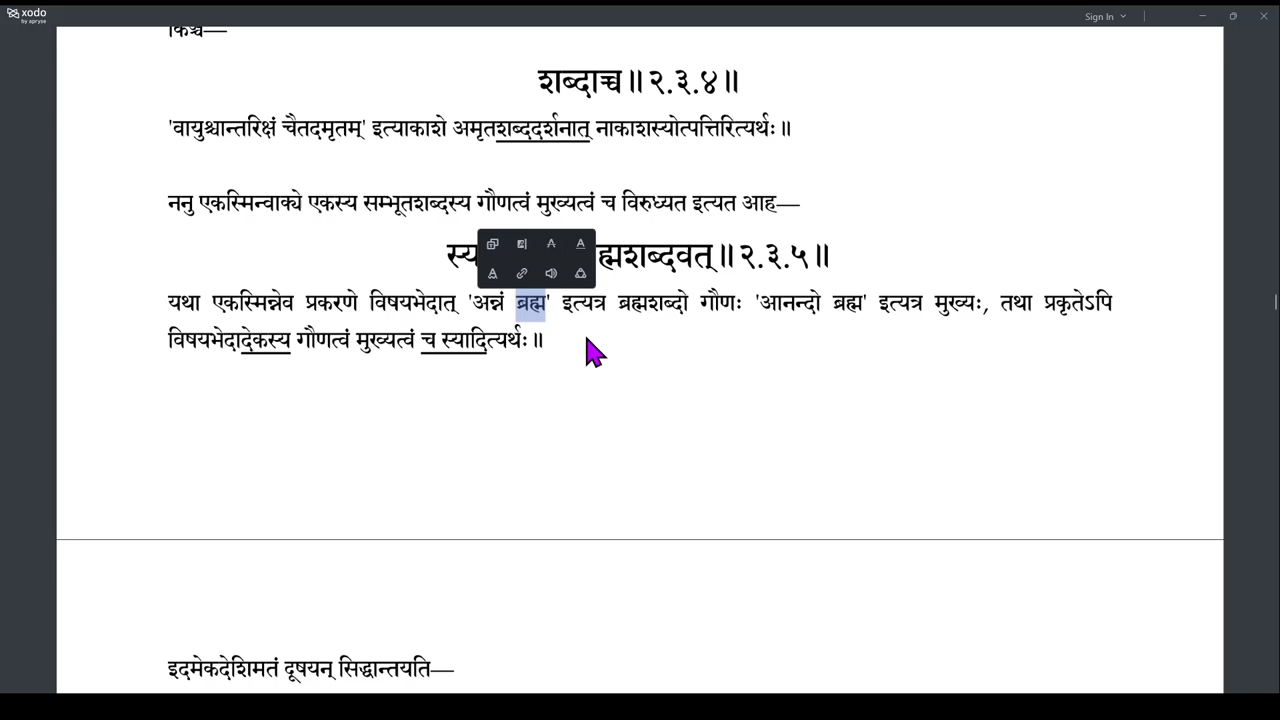 xodo
by apryse
Sign In
किञ्च—
शब्दाच्च॥२.३.४॥
'वायुश्चान्तरिक्षं चैतदमृतम्' इत्याकाशे अमृतशब्ददर्शनात् नाकाशस्योत्पत्तिरित्यर्थः॥
ननु एकस्मिन्वाक्ये एकस्य सम्भूतशब्दस्य गौणत्वं मुख्यत्वं च विरुध्यत इत्यत आह—
स्य ह्मशब्दवत्॥२.३.५॥
यथा एकस्मिन्नेव प्रकरणे विषयभेदात् 'अन्नं ब्रह्म' इत्यत्र ब्रह्मशब्दो गौणः 'आनन्दो ब्रह्म' इत्यत्र मुख्यः, तथा प्रकृतेऽपि
विषयभेदादेकस्य गौणत्वं मुख्यत्वं च स्यादित्यर्थः॥
इदमेकदेशिमतं दूषयन् सिद्धान्तयति—